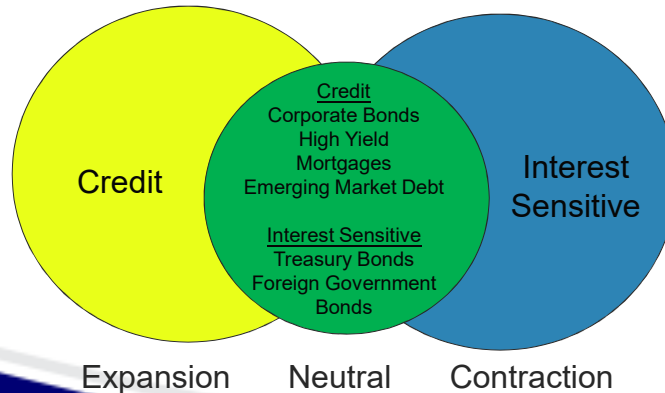 Credit
Credit
Corporate Bonds
High Yield
Mortgages
Emerging Market Debt
Interest Sensitive
Treasury Bonds
Foreign Government
Bonds
Interest
Sensitive
Expansion Neutral Contraction